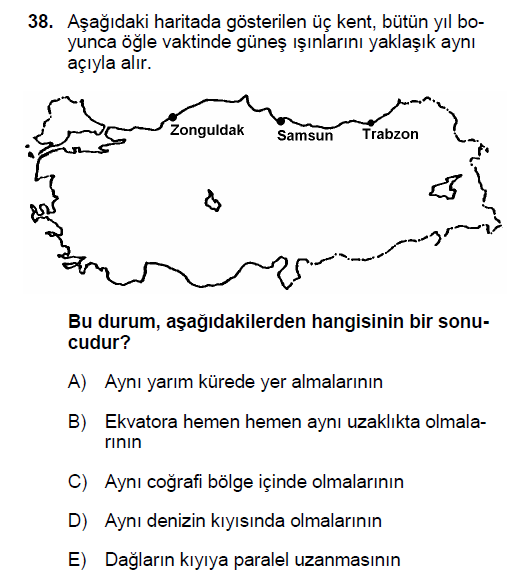 38. Aşağıdaki haritada gösterilen üç kent, bütün yıl bo-
yunca öğle vaktinde güneş ışınlarını yaklaşık aynı
açıyla alır.
Zonguldak
Samsun
Trabzon
Bu durum, aşağıdakilerden hangisinin bir sonu-
cudur?
A) Aynı yarım kürede yer almalarının
B) Ekvatora hemen hemen aynı uzaklıkta olmala-
rının
C) Aynı coğrafi bölge içinde olmalarının
D) Aynı denizin kıyısında olmalarının
E) Dağların kıyıya paralel uzanmasının